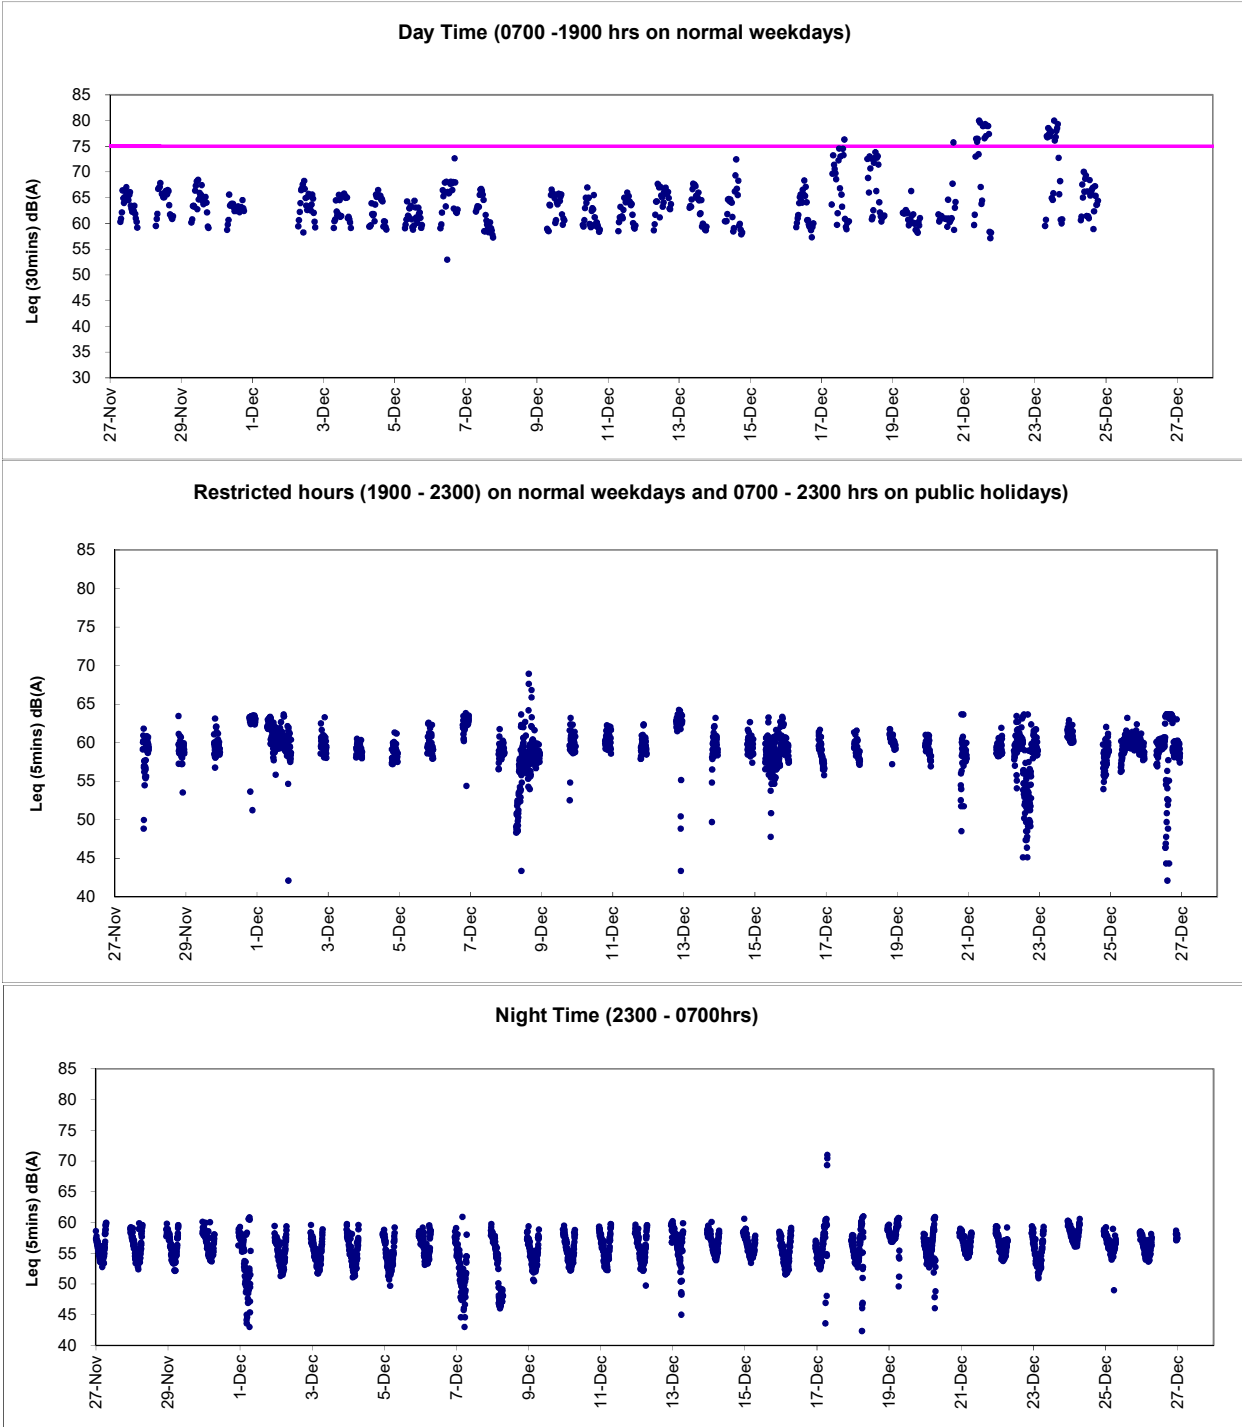 Day Time (0700 -1900 hrs on normal weekdays)
Leq (30mins) dB(A)
85
80
75
70
65
60
55
50
45
40
35
30
27-Nov
29-Nov
1-Dec
3-Dec
5-Dec
7-Dec
9-Dec
11-Dec
13-Dec
15-Dec
17-Dec
19-Dec
21-Dec
23-Dec
25-Dec
27-Dec
Restricted hours (1900 - 2300) on normal weekdays and 0700 - 2300 hrs on public holidays)
Leq (5mins) dB(A)
85
80
75
70
65
60
55
50
45
40
27-Nov
29-Nov
1-Dec
3-Dec
5-Dec
7-Dec
9-Dec
11-Dec
13-Dec
15-Dec
17-Dec
19-Dec
21-Dec
23-Dec
25-Dec
27-Dec
Night Time (2300 - 0700hrs)
Leq (5mins) dB(A)
85
80
75
70
65
60
55
50
45
40
27-Nov
29-Nov
1-Dec
3-Dec
5-Dec
7-Dec
9-Dec
11-Dec
13-Dec
15-Dec
17-Dec
19-Dec
21-Dec
23-Dec
25-Dec
27-Dec